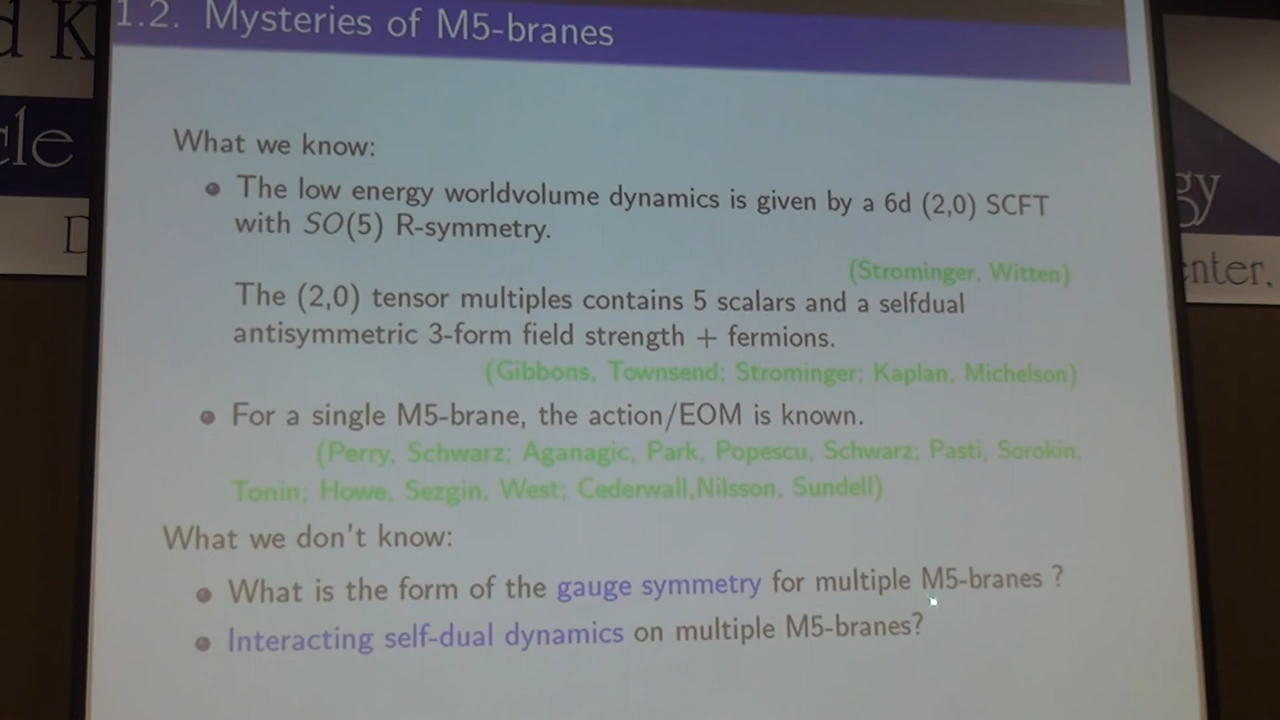 1.2. Mysteries of M5-branes
What we know:
The low energy worldvolume dynamics is given by a 6d (2,0) SCFT
with SO(5) R-symmetry.
(Strominger, Witten)
The (2,0) tensor multiples contains 5 scalars and a selfdual
antisymmetric 3-form field strength + fermions.
(Gibbons, Townsend; Strominger; Kaplan, Michelson)
For a single M5-brane, the action/EOM is known.
(Perry, Schwarz; Aganagic, Park, Popescu, Schwarz; Pasti, Sorokin,
Tonin; Howe, Sezgin, West; Cederwall,Nilsson, Sundell)
What we don't know:
What is the form of the gauge symmetry for multiple M5-branes ?
Interacting self-dual dynamics on multiple M5-branes?
d K
cle
D
gy
enter,